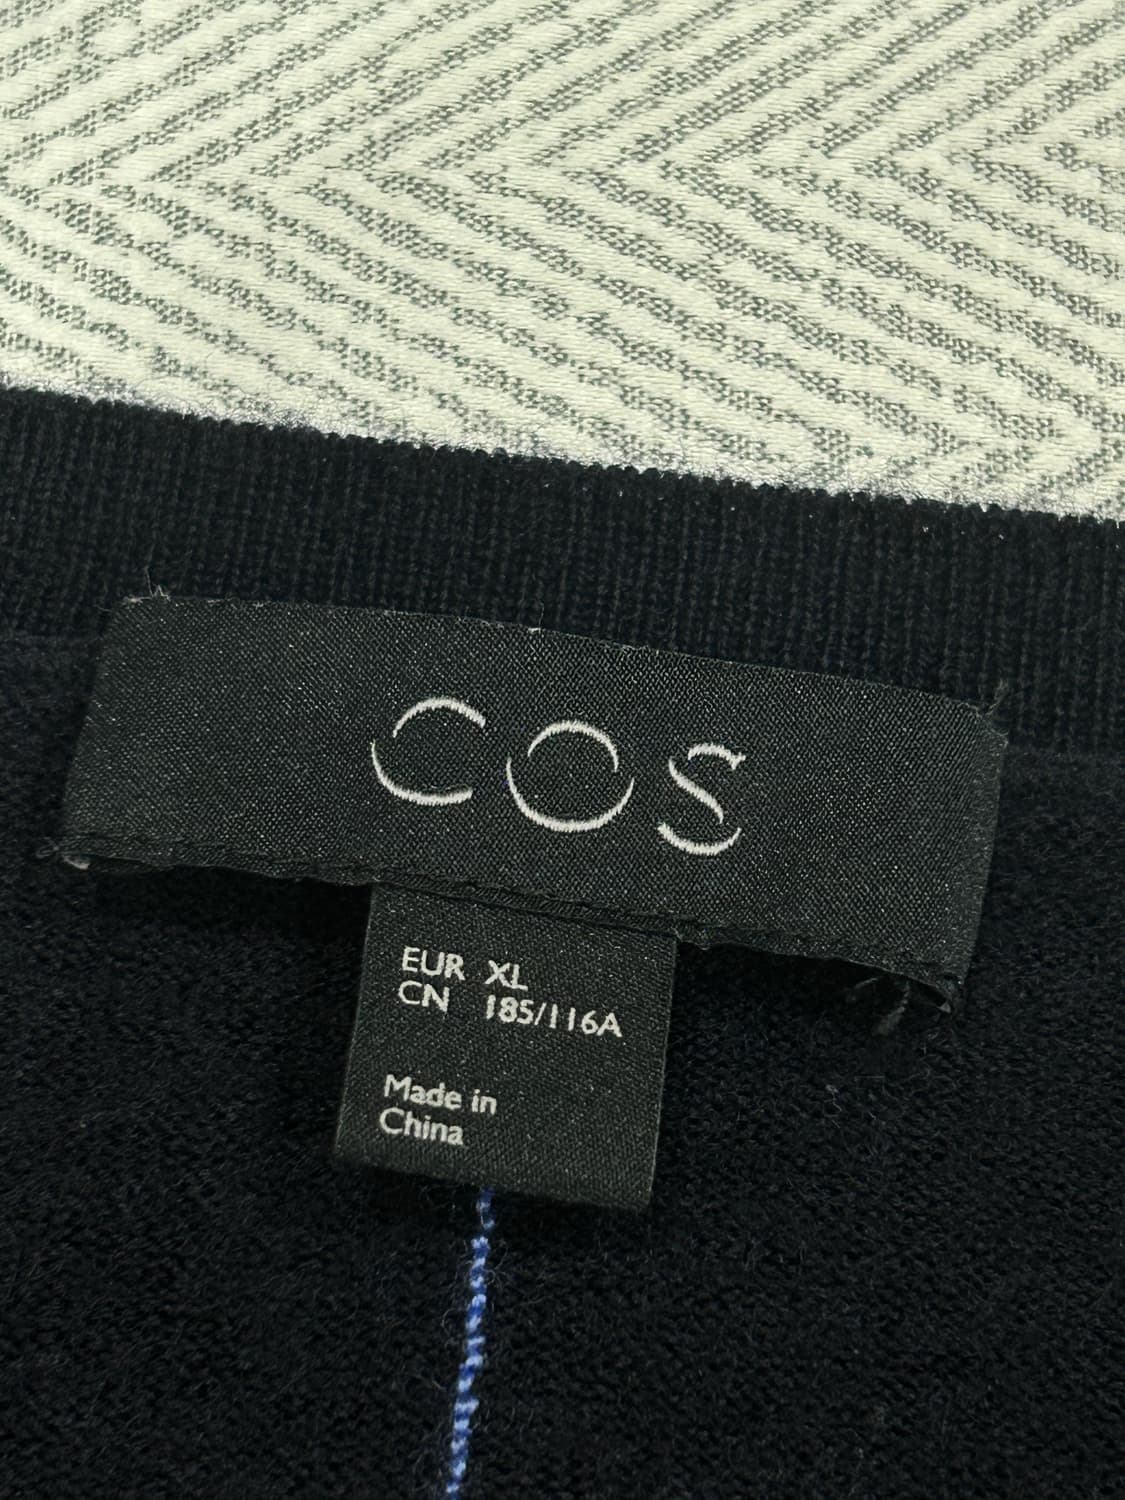 COS
EUR XL
CN 185/116A
Made in
China